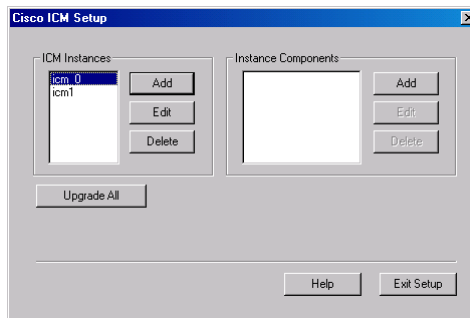 Cisco ICM Setup
ICM Instances
icm_0
icm1
Add
Edit
Delete
Instance Components
Add
Edit
Delete
Upgrade All
Help
Exit Setup